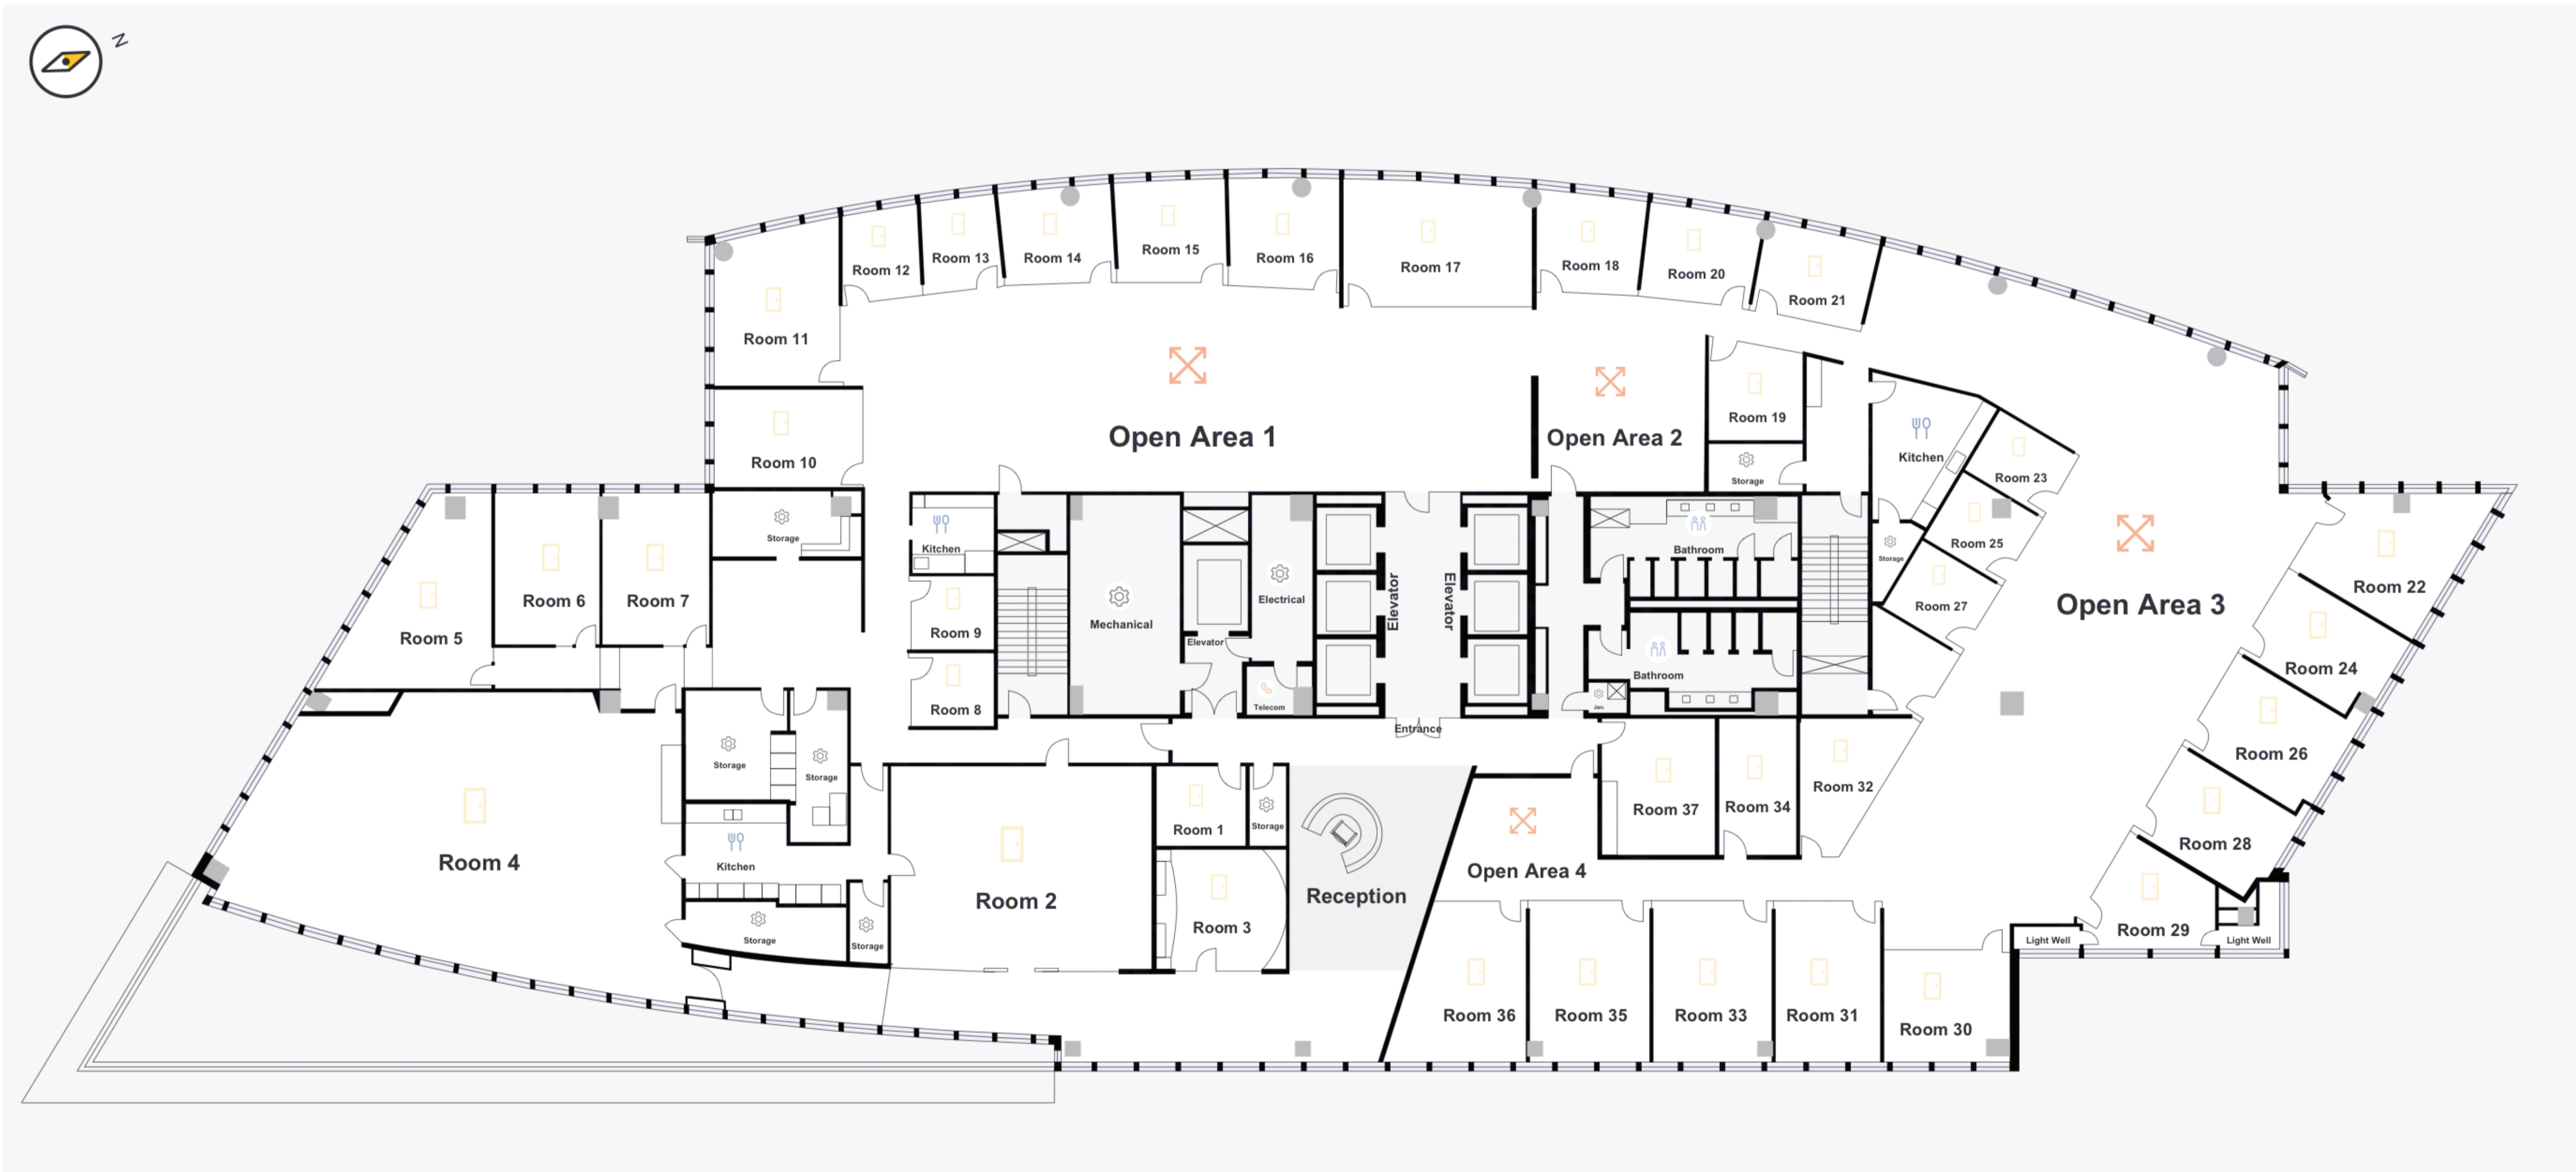 N
Room 11
Room 12
Room 13
Room 14
Room 15
Room 16
Room 17
Room 18
Room 20
Room 21
Room 10
Open Area 1
Open Area 2
Room 19
Storage
Kitchen
Room 23
Room 25
Room 27
Storage
Open Area 3
Room 22
Room 24
Room 26
Room 28
Room 29
Light Well
Light Well
Room 5
Room 6
Room 7
Storage
Kitchen
Room 9
Room 8
Mechanical
Elevator
Electrical
Telecom
Elevator
Elevator
Entrance
Bathroom
Bathroom
Jan.
Room 4
Storage
Storage
Kitchen
Storage
Storage
Room 2
Room 1
Storage
Room 3
Reception
Open Area 4
Room 37
Room 34
Room 32
Room 36
Room 35
Room 33
Room 31
Room 30